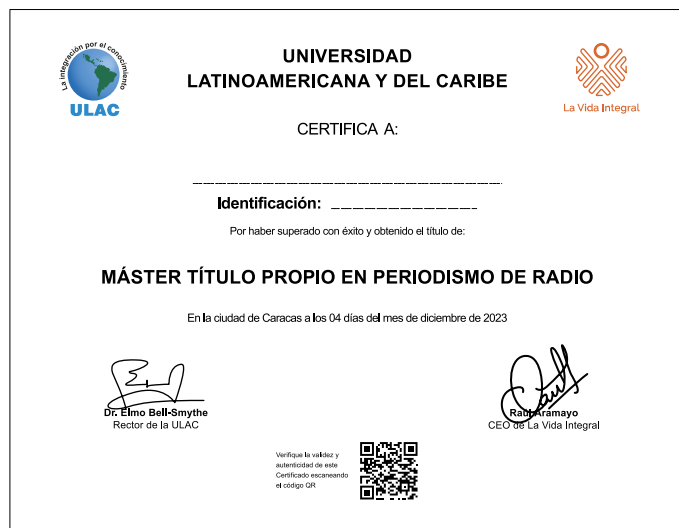 La integración por el conocimiento
ULAC
UNIVERSIDAD
LATINOAMERICANA Y DEL CARIBE
La Vida Integral
CERTIFICA A:
Identificación:
Por haber superado con éxito y obtenido el título de:
MÁSTER TÍTULO PROPIO EN PERIODISMO DE RADIO
En la ciudad de Caracas a los 04 días del mes de diciembre de 2023
Dr. Elmo Bell-Smythe
Rector de la ULAC
Raúl Aramayo
CEO de La Vida Integral
Verifique la validez y
autenticidad de este
Certificado escaneando
el código QR